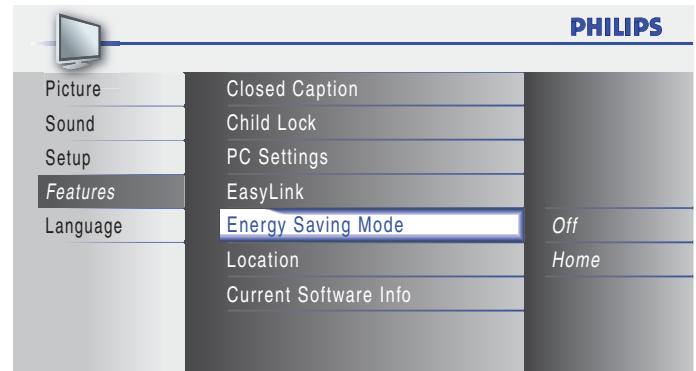 PHILIPS
Picture
Sound
Setup
Features
Language
Closed Caption
Child Lock
PC Settings
EasyLink
Energy Saving Mode
Location
Current Software Info
Off
Home